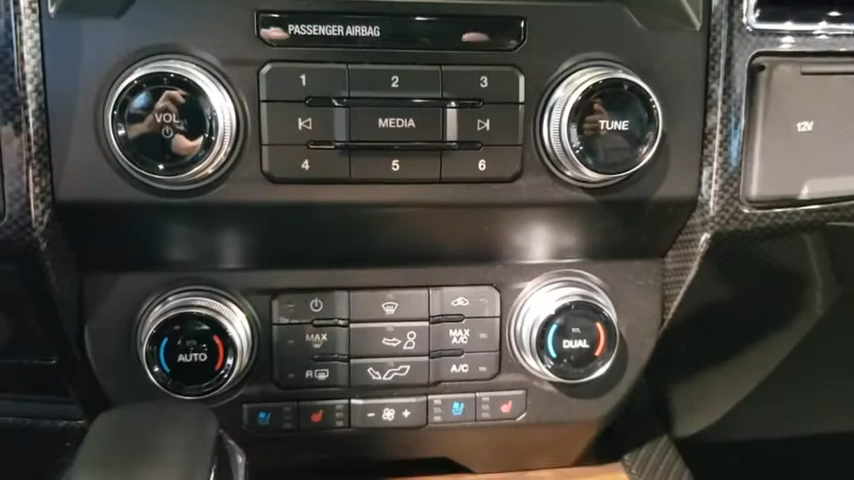 PASSENGER AIRBAG
1 2 3
VOL
MEDIA
TUNE
12V
4 5 6
MAX
MAX
A/C
AUTO
DUAL
R
A/C
- +